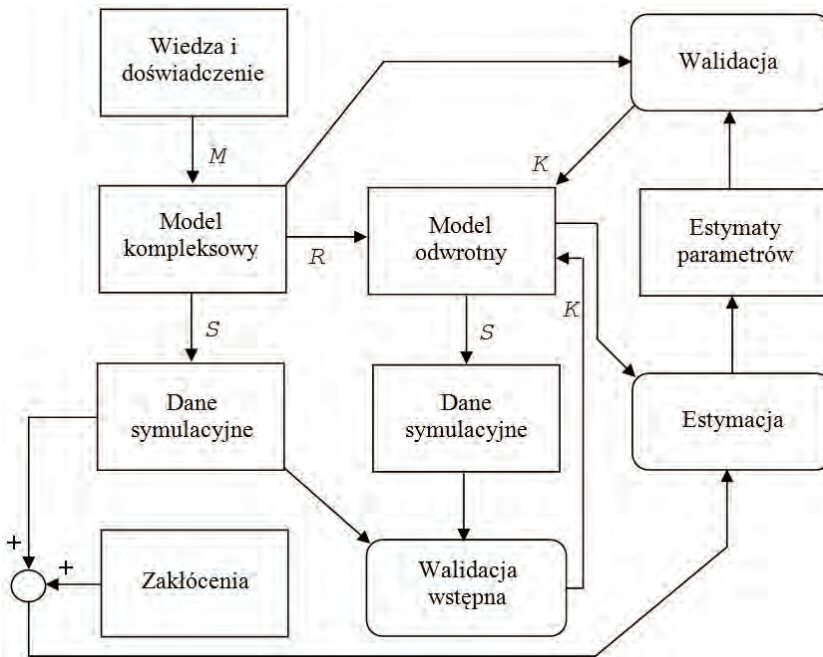 Wiedza i
doświadczenie
Walidacja
M
K
Model
kompleksowy
R
Model
odwrotny
Estymaty
parametrów
S
S
K
Dane
symulacyjne
Dane
symulacyjne
Estymacja
+
+
Zakłócenia
Walidacja
wstępna